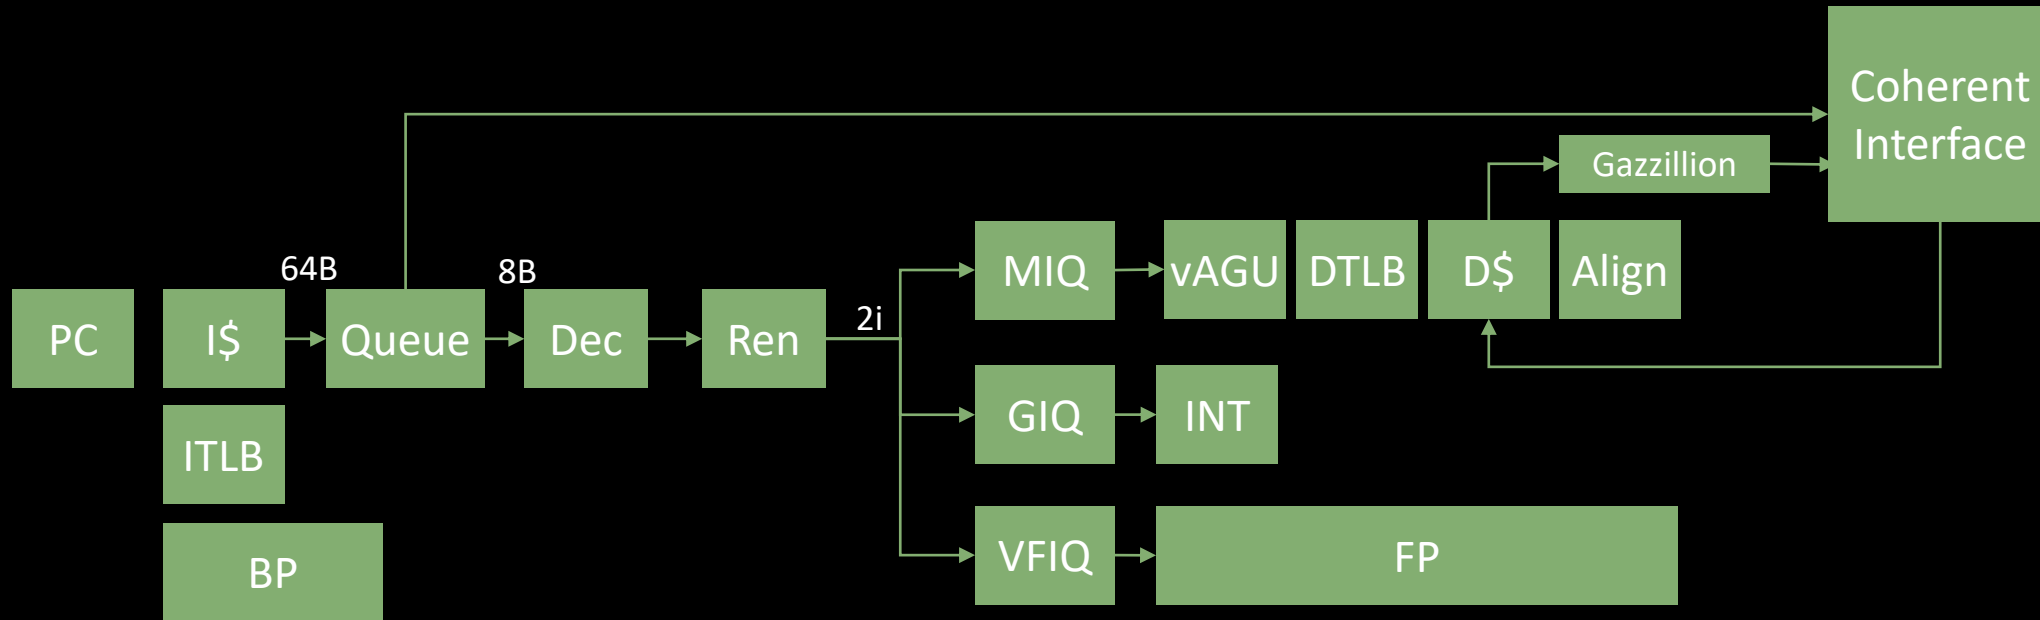 Coherent
Interface
Gazzillion
MIQ
vAGU
DTLB
D$
Align
64B
8B
2i
PC
I$
Queue
Dec
Ren
GIQ
INT
ITLB
VFIQ
FP
BP